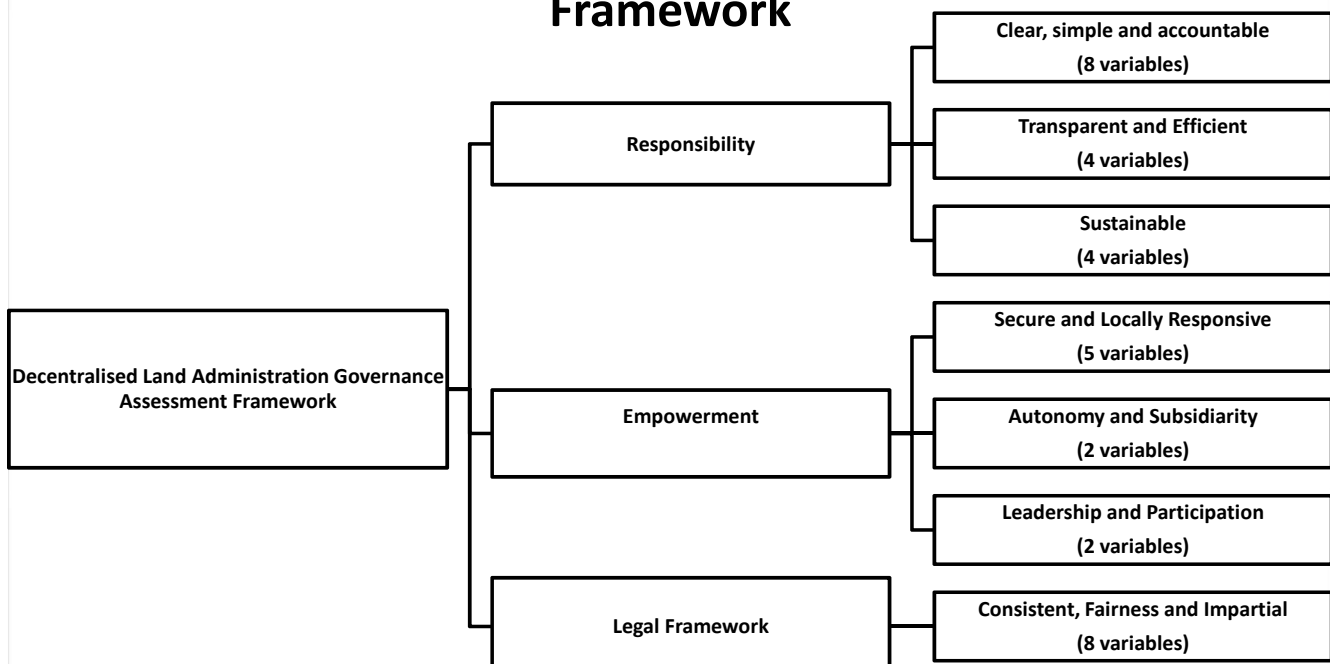 Framework
Clear, simple and accountable
(8 variables)
Responsibility
Transparent and Efficient
(4 variables)
Sustainable
(4 variables)
Decentralised Land Administration Governance
Assessment Framework
Secure and Locally Responsive
(5 variables)
Empowerment
Autonomy and Subsidiarity
(2 variables)
Leadership and Participation
(2 variables)
Legal Framework
Consistent, Fairness and Impartial
(8 variables)